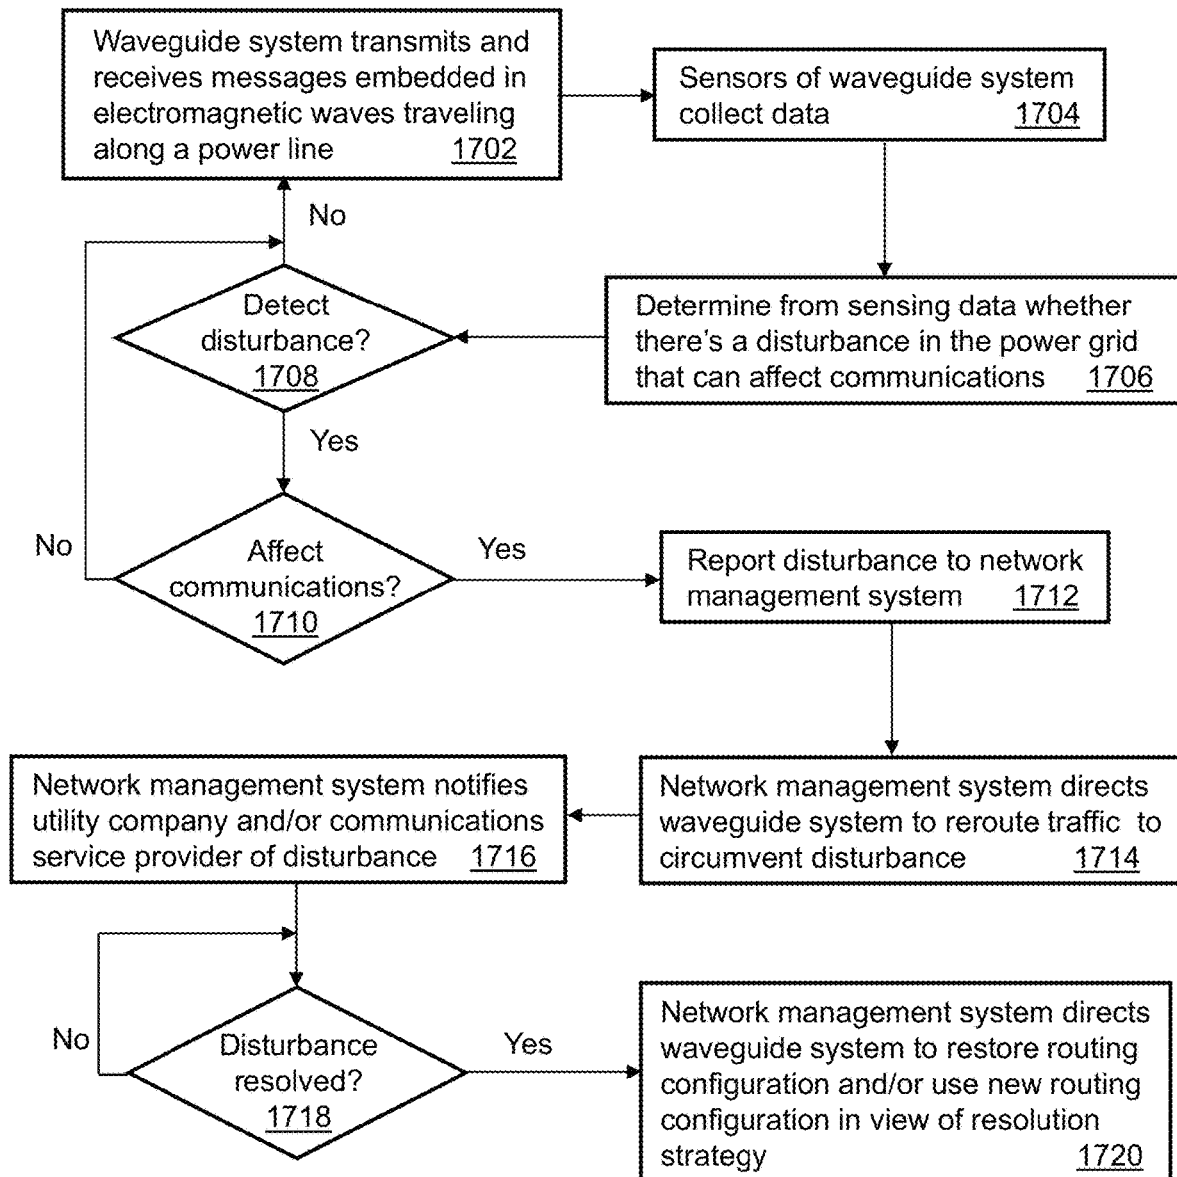 Waveguide system transmits and
receives messages embedded in
electromagnetic waves traveling
along a power line 1702
Sensors of waveguide system
collect data 1704
No
Detect
disturbance?
1708
Determine from sensing data whether
there's a disturbance in the power grid
that can affect communications 1706
Yes
No
Affect
communications?
1710
Yes
Report disturbance to network
management system 1712
Network management system notifies
utility company and/or communications
service provider of disturbance 1716
Network management system directs
waveguide system to reroute traffic to
circumvent disturbance 1714
No
Disturbance
resolved?
1718
Yes
Network management system directs
waveguide system to restore routing
configuration and/or use new routing
configuration in view of resolution
strategy 1720